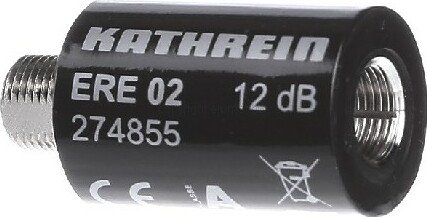 KATHREIN
ERE 02 12 dB
274855
CE A